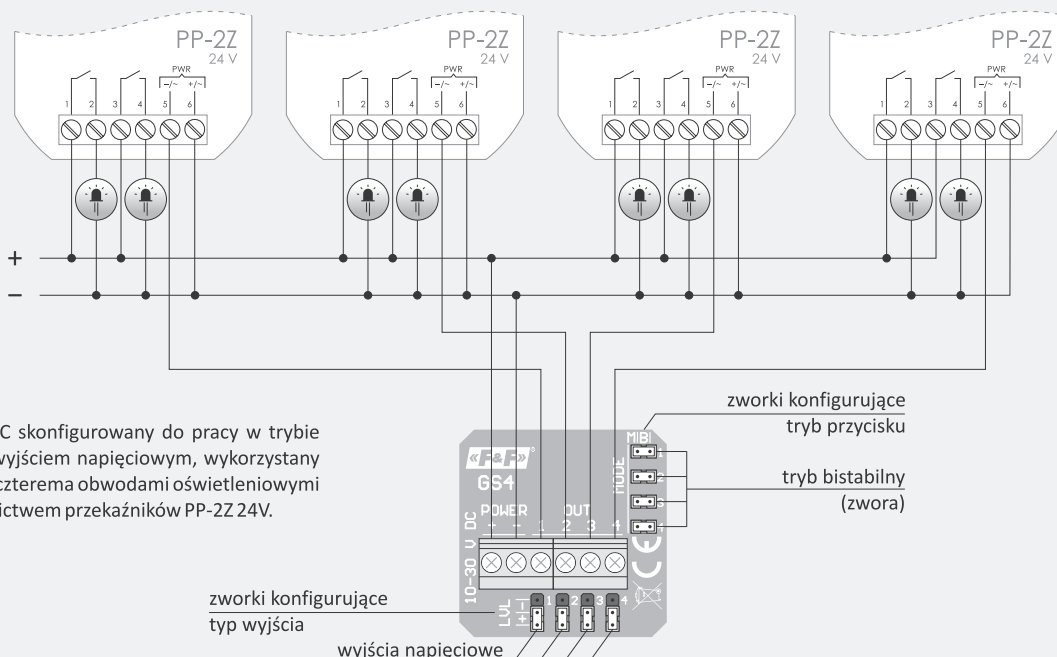 PP-2Z PP-2Z PP-2Z PP-2Z
24 V 24 V 24 V 24 V
PWR PWR PWR PWR
–/~ +/~ –/~ +/~ –/~ +/~ –/~ +/~
1 2 3 4 5 6 1 2 3 4 5 6 1 2 3 4 5 6 1 2 3 4 5 6
+
–
zworki konfigurujące
tryb przycisku
C skonfigurowany do pracy w trybie
wyjściem napięciowym, wykorzystany
czterema obwodami oświetleniowymi
ictwem przekaźników PP-2Z 24V.
MIBI
«F&F»®
GS4
MODE
1
2
3
4
tryb bistabilny
(zwora)
POWER OUT
+ – 1 2 3 4
10-30 V DC
CE
LVL
– +
1 2 3 4
zworki konfigurujące
typ wyjścia
wyjścia napięciowe